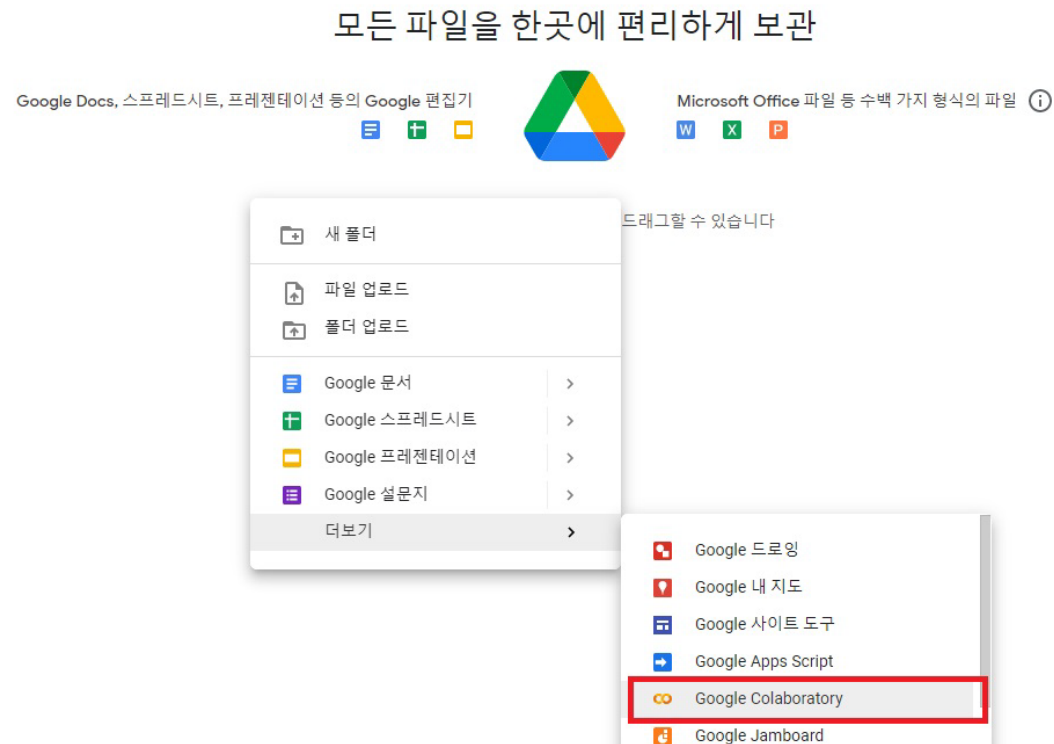 모든 파일을 한곳에 편리하게 보관
Google Docs, 스프레드시트, 프레젠테이션 등의 Google 편집기
Microsoft Office 파일 등 수백 가지 형식의 파일
W X P
드래그할 수 있습니다
새 폴더
파일 업로드
폴더 업로드
Google 문서
Google 스프레드시트
Google 프레젠테이션
Google 설문지
더보기
Google 드로잉
Google 내 지도
Google 사이트 도구
Google Apps Script
Google Colaboratory
Google Jamboard